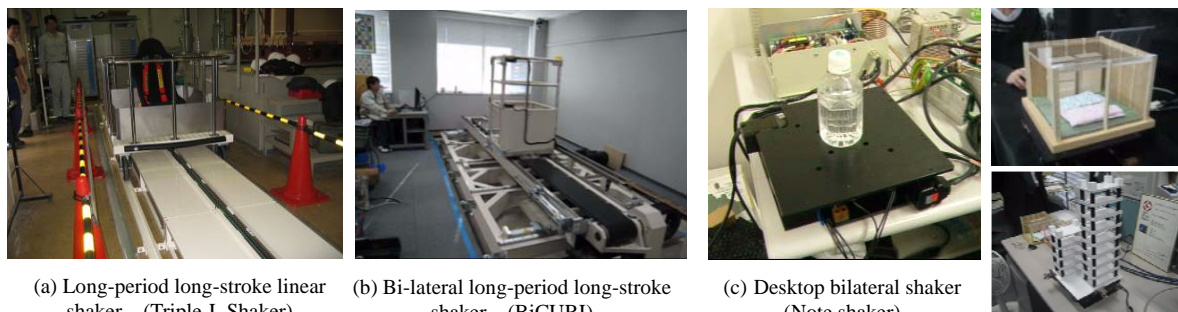 (a) Long-period long-stroke linear
shaker (Triple L Shaker)
(b) Bi-lateral long-period long-stroke
shaker (BiCURI)
(c) Desktop bilateral shaker
(Note shaker)